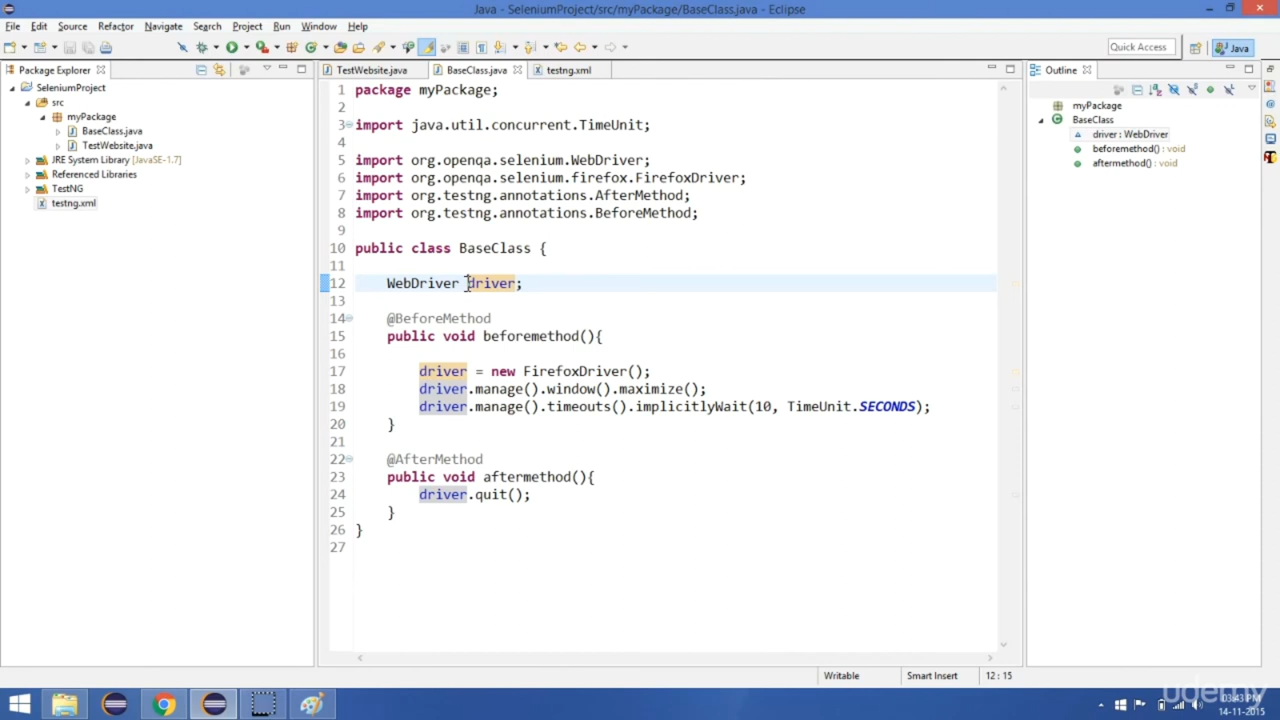 Java - SeleniumProject/src/myPackage/BaseClass.java - Eclipse
File Edit Source Refactor Navigate Search Project Run Window Help
Quick Access
Java
Package Explorer
SeleniumProject
src
myPackage
BaseClass.java
TestWebsite.java
JRE System Library [JavaSE-1.7]
Referenced Libraries
TestNG
testng.xml
TestWebsite.java BaseClass.java testng.xml
1 package myPackage;
2
3 import java.util.concurrent.TimeUnit;
4
5 import org.openqa.selenium.WebDriver;
6 import org.openqa.selenium.firefox.FirefoxDriver;
7 import org.testng.annotations.AfterMethod;
8 import org.testng.annotations.BeforeMethod;
9
10 public class BaseClass {
11
12 WebDriver driver;
13
14 @BeforeMethod
15 public void beforemethod(){
16
17 driver = new FirefoxDriver();
18 driver.manage().window().maximize();
19 driver.manage().timeouts().implicitlyWait(10, TimeUnit.SECONDS);
20 }
21
22 @AfterMethod
23 public void aftermethod(){
24 driver.quit();
25 }
26 }
27
Outline
myPackage
BaseClass
driver : WebDriver
beforemethod() : void
aftermethod() : void
Writable Smart Insert 12 : 15
udemy
03:43 PM
14-11-2015